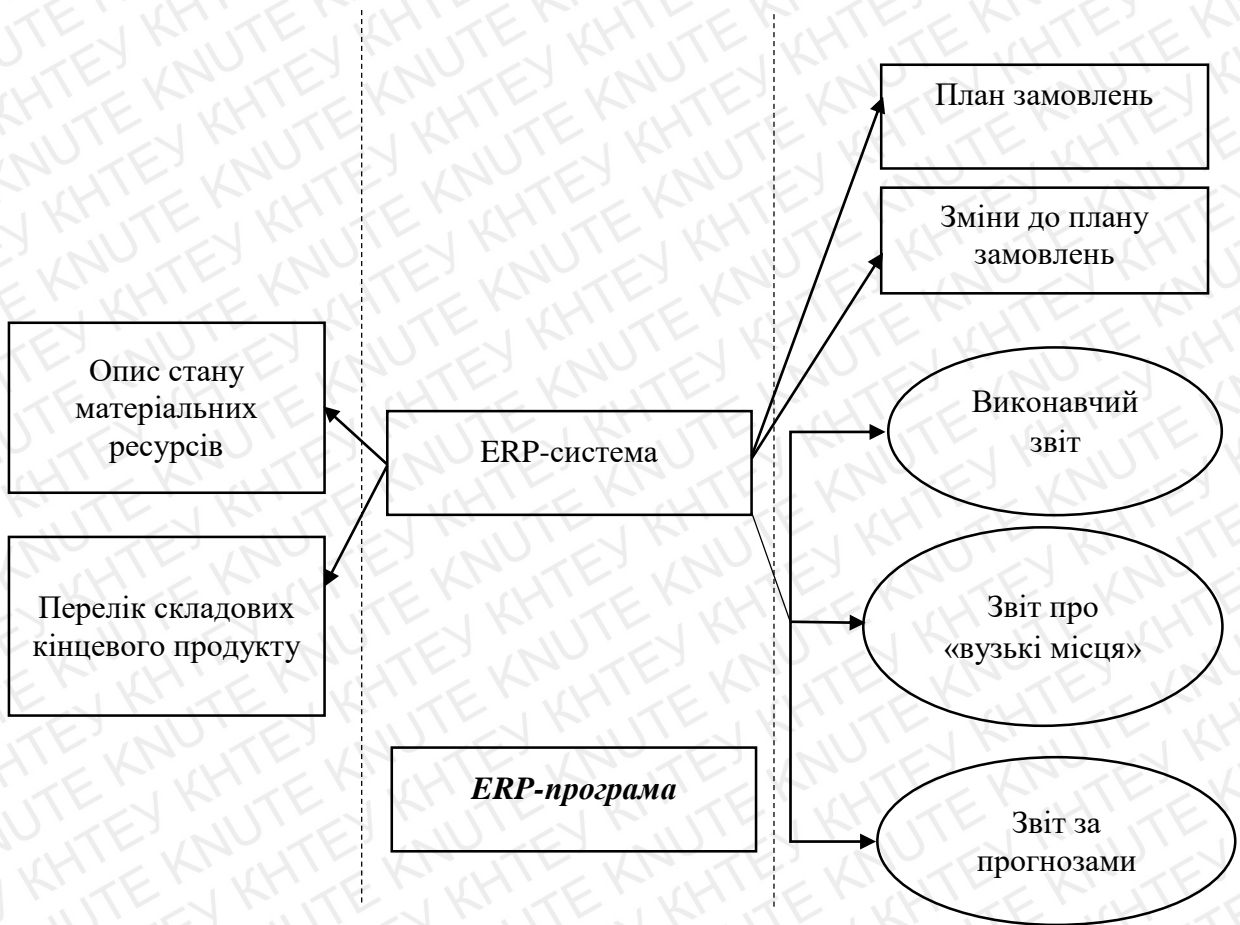 План замовлень
Зміни до плану
замовлень
Опис стану
матеріальних
ресурсів
ERP-система
Виконавчий
звіт
Перелік складових
кінцевого продукту
Звіт про
«вузькі місця»
ERP-програма
Звіт за
прогнозами